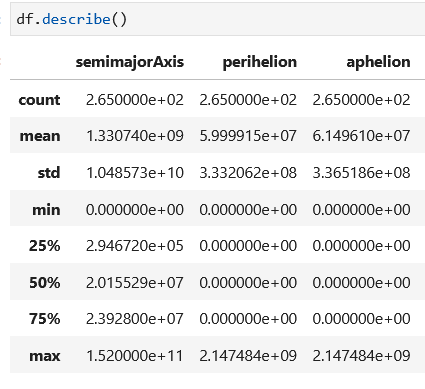 df.describe()
semimajorAxis perihelion aphelion
count 2.650000e+02 2.650000e+02 2.650000e+02
mean 1.330740e+09 5.999915e+07 6.149610e+07
std 1.048573e+10 3.332062e+08 3.365186e+08
min 0.000000e+00 0.000000e+00 0.000000e+00
25% 2.946720e+05 0.000000e+00 0.000000e+00
50% 2.015529e+07 0.000000e+00 0.000000e+00
75% 2.392800e+07 0.000000e+00 0.000000e+00
max 1.520000e+11 2.147484e+09 2.147484e+09